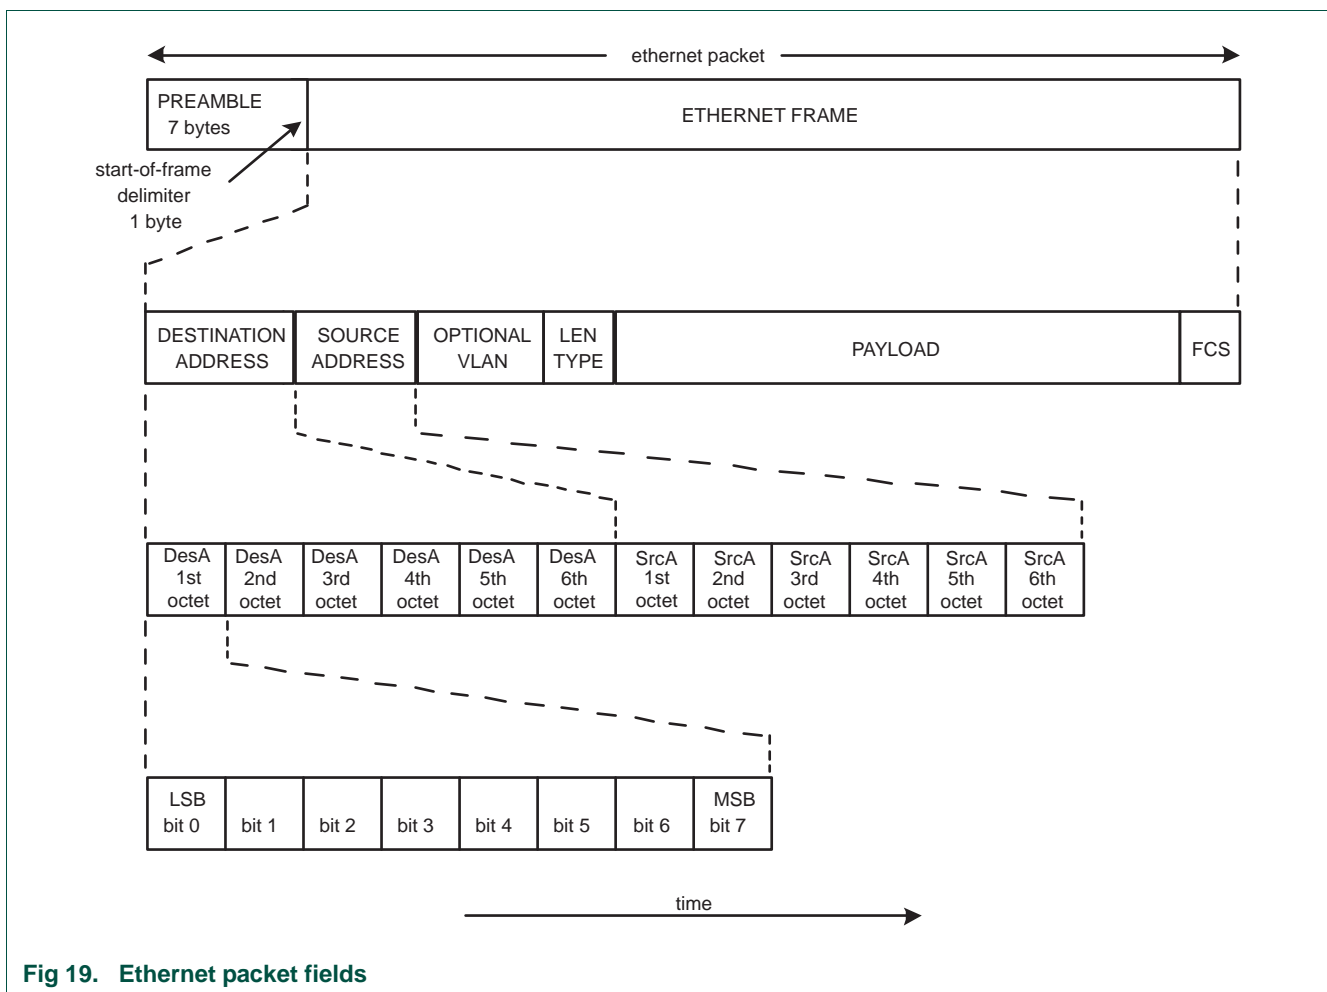 ethernet packet
PREAMBLE
7 bytes
ETHERNET FRAME
start-of-frame
delimiter
1 byte
DESTINATION
ADDRESS
SOURCE
ADDRESS
OPTIONAL
VLAN
LEN
TYPE
PAYLOAD
FCS
DesA
1st
octet
DesA
2nd
octet
DesA
3rd
octet
DesA
4th
octet
DesA
5th
octet
DesA
6th
octet
SrcA
1st
octet
SrcA
2nd
octet
SrcA
3rd
octet
SrcA
4th
octet
SrcA
5th
octet
SrcA
6th
octet
LSB
bit 0
bit 1
bit 2
bit 3
bit 4
bit 5
bit 6
MSB
bit 7
time
Fig 19. Ethernet packet fields